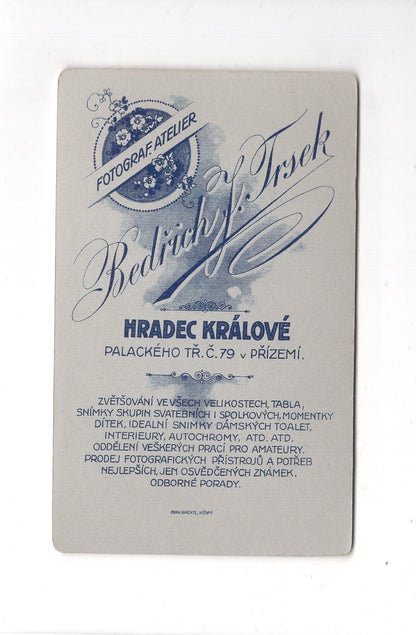 FOTOGRAF. ATELIER
Bedřich J. Trsek
HRADEC KRÁLOVÉ
PALACKÉHO TŘ. Č. 79 v PŘÍZEMÍ.
ZVĚTŠOVÁNÍ VE VŠECH VELIKOSTECH, TABLA,
SNÍMKY SKUPIN SVATEBNÍCH I SPOLKOVÝCH, MOMENTKY
DÍTEK, IDEALNÍ SNIMKY DÁMSKÝCH TOALET,
INTERIEURY, AUTOCHROMY, ATD. ATD.
ODDĚLENÍ VEŠKERÝCH PRACÍ PRO AMATEURY.
PRODEJ FOTOGRAFICKÝCH PŘÍSTROJŮ A POTŘEB
NEJLEPŠÍCH, JEN OSVĚDČENÝCH ZNÁMEK.
ODBORNÉ PORADY.